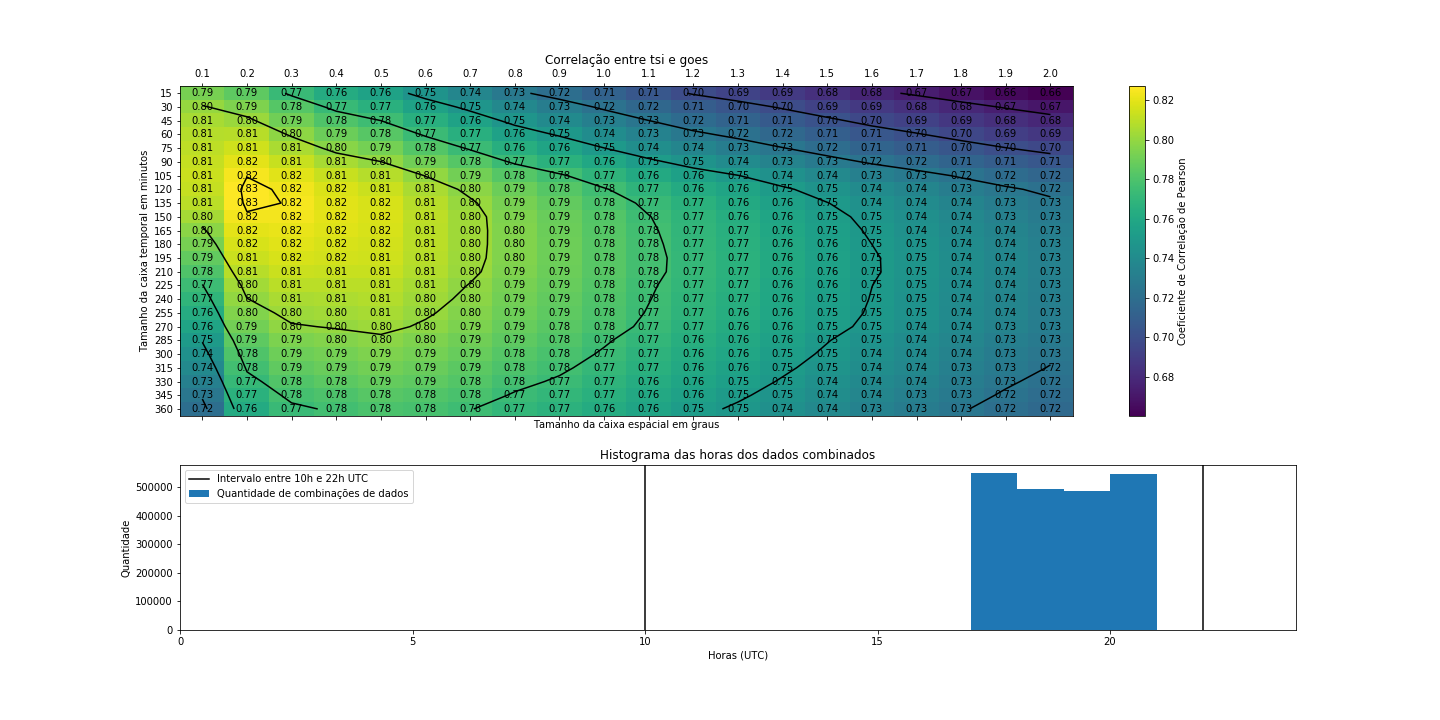 Correlação entre tsi e goes
0.1 0.2 0.3 0.4 0.5 0.6 0.7 0.8 0.9 1.0 1.1 1.2 1.3 1.4 1.5 1.6 1.7 1.8 1.9 2.0
15 0.79 0.79 0.77 0.76 0.76 0.75 0.74 0.73 0.72 0.71 0.71 0.70 0.69 0.69 0.68 0.68 0.67 0.67 0.66 0.66
30 0.80 0.79 0.78 0.77 0.77 0.76 0.75 0.74 0.73 0.72 0.72 0.71 0.70 0.70 0.69 0.69 0.68 0.68 0.67 0.67
45 0.81 0.80 0.79 0.78 0.78 0.77 0.76 0.75 0.74 0.73 0.73 0.72 0.71 0.71 0.70 0.70 0.69 0.69 0.68 0.68
60 0.81 0.81 0.80 0.79 0.78 0.77 0.77 0.76 0.75 0.74 0.73 0.73 0.72 0.72 0.71 0.71 0.70 0.70 0.69 0.69
75 0.81 0.81 0.81 0.80 0.79 0.78 0.77 0.76 0.76 0.75 0.74 0.74 0.73 0.73 0.72 0.71 0.71 0.70 0.70 0.70
90 0.81 0.82 0.81 0.81 0.80 0.79 0.78 0.77 0.77 0.76 0.75 0.75 0.74 0.73 0.73 0.72 0.72 0.71 0.71 0.71
105 0.81 0.82 0.82 0.81 0.81 0.80 0.79 0.78 0.78 0.77 0.76 0.76 0.75 0.74 0.74 0.73 0.73 0.72 0.72 0.72
120 0.81 0.83 0.82 0.82 0.81 0.81 0.80 0.79 0.78 0.78 0.77 0.76 0.76 0.75 0.75 0.74 0.74 0.73 0.73 0.72
135 0.81 0.83 0.82 0.82 0.82 0.81 0.80 0.79 0.79 0.78 0.77 0.77 0.76 0.76 0.75 0.75 0.74 0.74 0.73 0.73
150 0.80 0.82 0.82 0.82 0.82 0.81 0.80 0.79 0.79 0.78 0.78 0.77 0.76 0.76 0.75 0.75 0.74 0.74 0.74 0.73
165 0.80 0.82 0.82 0.82 0.82 0.81 0.80 0.80 0.79 0.78 0.78 0.77 0.77 0.76 0.76 0.75 0.75 0.74 0.74 0.73
180 0.79 0.82 0.82 0.82 0.82 0.81 0.80 0.80 0.79 0.78 0.78 0.77 0.77 0.76 0.76 0.75 0.75 0.74 0.74 0.73
195 0.79 0.81 0.82 0.82 0.81 0.81 0.80 0.80 0.79 0.78 0.78 0.77 0.77 0.76 0.76 0.75 0.75 0.74 0.74 0.73
210 0.78 0.81 0.81 0.81 0.81 0.81 0.80 0.79 0.79 0.78 0.78 0.77 0.77 0.76 0.76 0.75 0.75 0.74 0.74 0.73
225 0.77 0.80 0.81 0.81 0.81 0.80 0.80 0.79 0.79 0.78 0.78 0.77 0.77 0.76 0.76 0.75 0.75 0.74 0.74 0.73
240 0.77 0.80 0.81 0.81 0.81 0.80 0.80 0.79 0.79 0.78 0.78 0.77 0.77 0.76 0.76 0.75 0.75 0.74 0.74 0.73
255 0.76 0.80 0.80 0.80 0.81 0.80 0.80 0.79 0.79 0.78 0.77 0.77 0.76 0.76 0.75 0.75 0.74 0.74 0.74 0.73
270 0.76 0.79 0.80 0.80 0.80 0.80 0.79 0.79 0.78 0.78 0.77 0.77 0.76 0.76 0.75 0.75 0.74 0.74 0.73 0.73
285 0.75 0.79 0.79 0.80 0.80 0.80 0.79 0.79 0.78 0.78 0.77 0.77 0.76 0.76 0.75 0.75 0.74 0.74 0.73 0.73
300 0.74 0.78 0.79 0.79 0.79 0.79 0.79 0.78 0.78 0.77 0.77 0.76 0.76 0.75 0.75 0.74 0.74 0.74 0.73 0.73
315 0.74 0.78 0.79 0.79 0.79 0.79 0.79 0.78 0.78 0.77 0.77 0.76 0.76 0.75 0.75 0.74 0.74 0.73 0.73 0.72
330 0.73 0.77 0.78 0.78 0.79 0.79 0.78 0.78 0.77 0.77 0.76 0.76 0.75 0.75 0.74 0.74 0.74 0.73 0.73 0.72
345 0.73 0.77 0.78 0.78 0.78 0.78 0.78 0.77 0.77 0.77 0.76 0.76 0.75 0.75 0.74 0.74 0.73 0.73 0.72 0.72
360 0.72 0.76 0.77 0.78 0.78 0.78 0.78 0.77 0.77 0.76 0.76 0.75 0.75 0.74 0.74 0.73 0.73 0.73 0.72 0.72
Tamanho da caixa temporal em minutos
Tamanho da caixa espacial em graus
0.82
0.80
0.78
0.76
0.74
0.72
0.70
0.68
Coeficiente de Correlação de Pearson
Histograma das horas dos dados combinados
Intervalo entre 10h e 22h UTC
Quantidade de combinações de dados
500000
400000
300000
200000
100000
0
Quantidade
0 5 10 15 20
Horas (UTC)